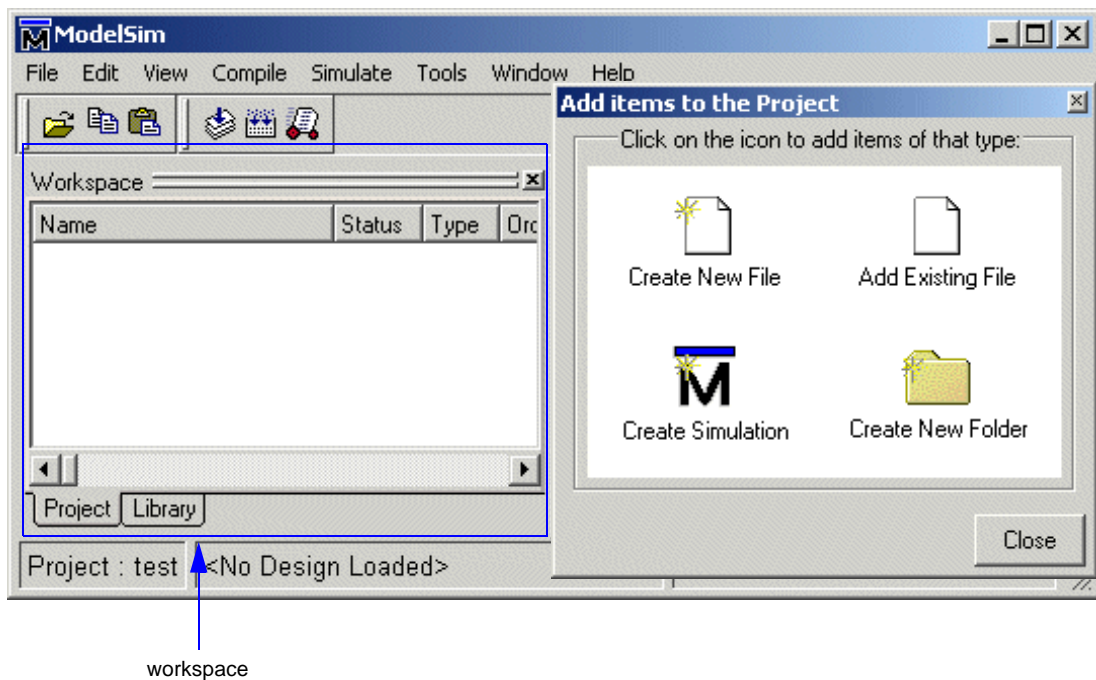 ModelSim
File Edit View Compile Simulate Tools Window Help
Add items to the Project
Click on the icon to add items of that type:
Workspace
Name Status Type Orc
Create New File Add Existing File
Create Simulation Create New Folder
Project Library
Close
Project : test <No Design Loaded>
workspace